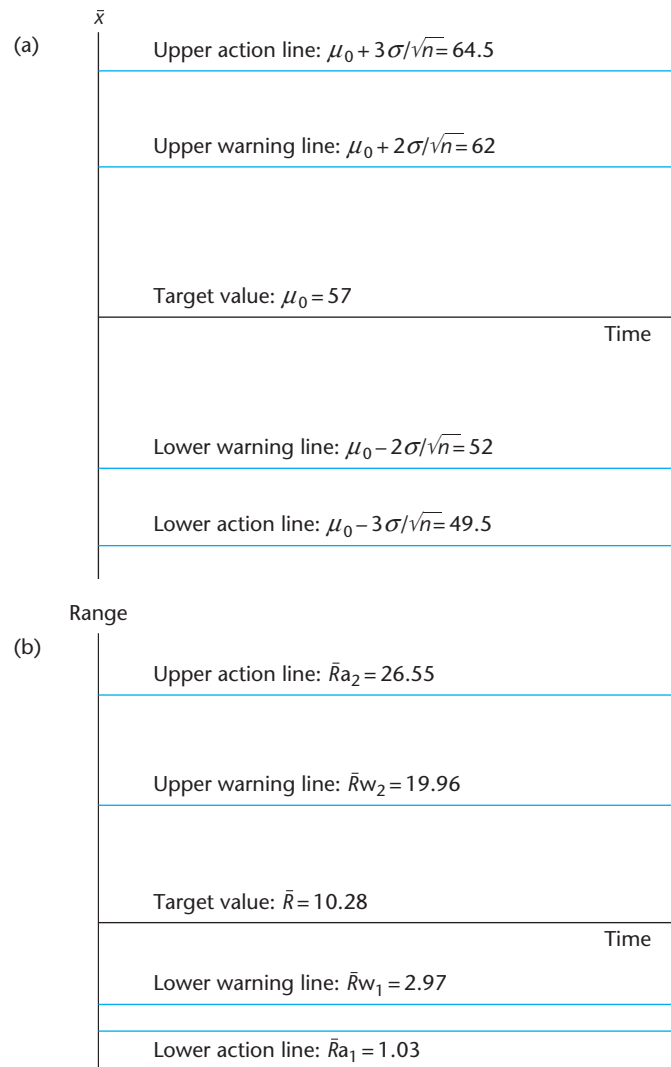 x̄
(a)
Upper action line: μ₀ + 3σ/√n = 64.5
Upper warning line: μ₀ + 2σ/√n = 62
Target value: μ₀ = 57
Time
Lower warning line: μ₀ – 2σ/√n = 52
Lower action line: μ₀ – 3σ/√n = 49.5
Range
(b)
Upper action line: R̄a₂ = 26.55
Upper warning line: R̄w₂ = 19.96
Target value: R̄ = 10.28
Time
Lower warning line: R̄w₁ = 2.97
Lower action line: R̄a₁ = 1.03